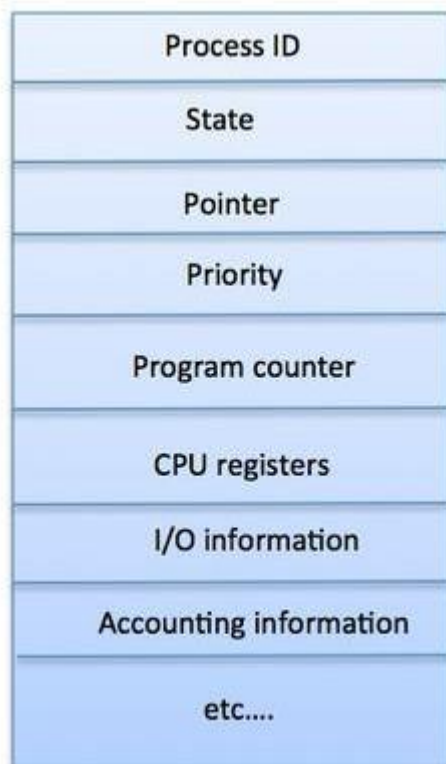 Process ID
State
Pointer
Priority
Program counter
CPU registers
I/O information
Accounting information
etc....